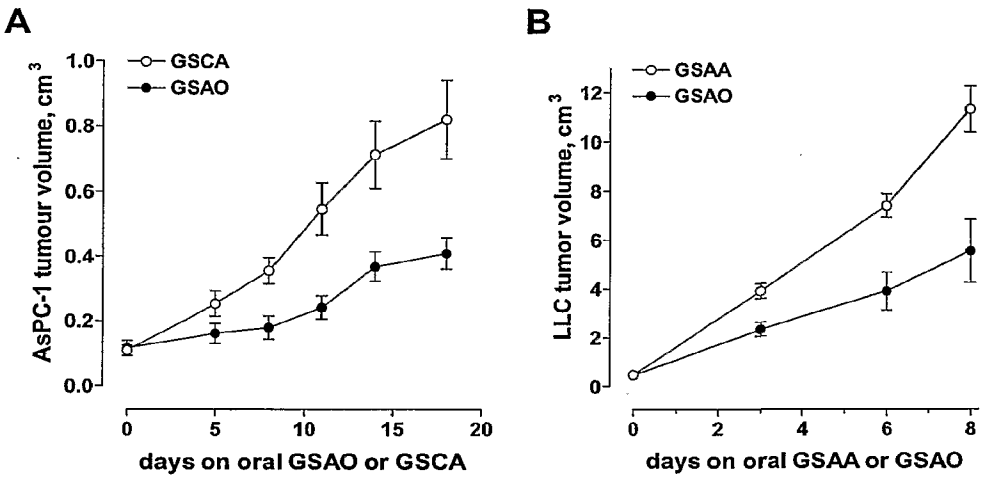 A
GSCA
GSAO
AsPC-1 tumour volume, cm3
1.0
0.8
0.6
0.4
0.2
0.0
0 5 10 15 20
days on oral GSAO or GSCA
B
GSAA
GSAO
LLC tumor volume, cm3
12
10
8
6
4
2
0
0 2 4 6 8
days on oral GSAA or GSAO